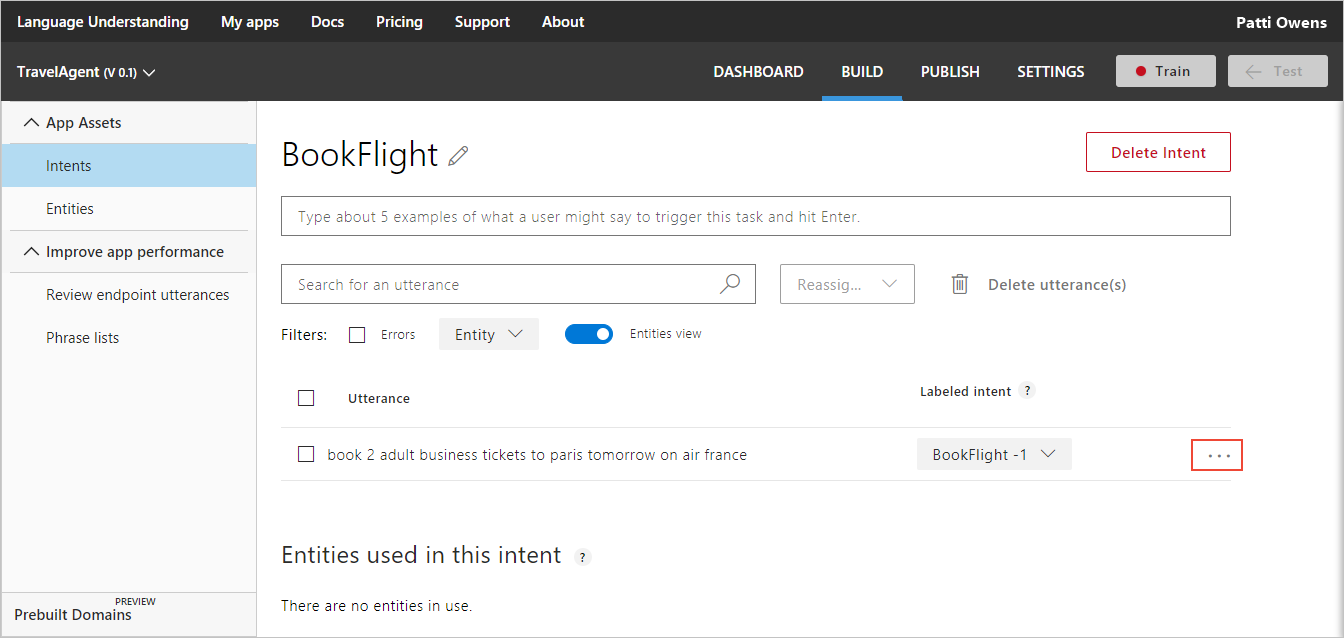 Language Understanding My apps Docs Pricing Support About Patti Owens
TravelAgent (V 0.1) DASHBOARD BUILD PUBLISH SETTINGS Train Test
App Assets
Intents
Entities
Improve app performance
Review endpoint utterances
Phrase lists
PREVIEW
Prebuilt Domains
BookFlight Delete Intent
Type about 5 examples of what a user might say to trigger this task and hit Enter.
Search for an utterance Reassig... Delete utterance(s)
Filters: Errors Entity Entities view
Utterance Labeled intent ?
book 2 adult business tickets to paris tomorrow on air france BookFlight -1 ...
Entities used in this intent ?
There are no entities in use.